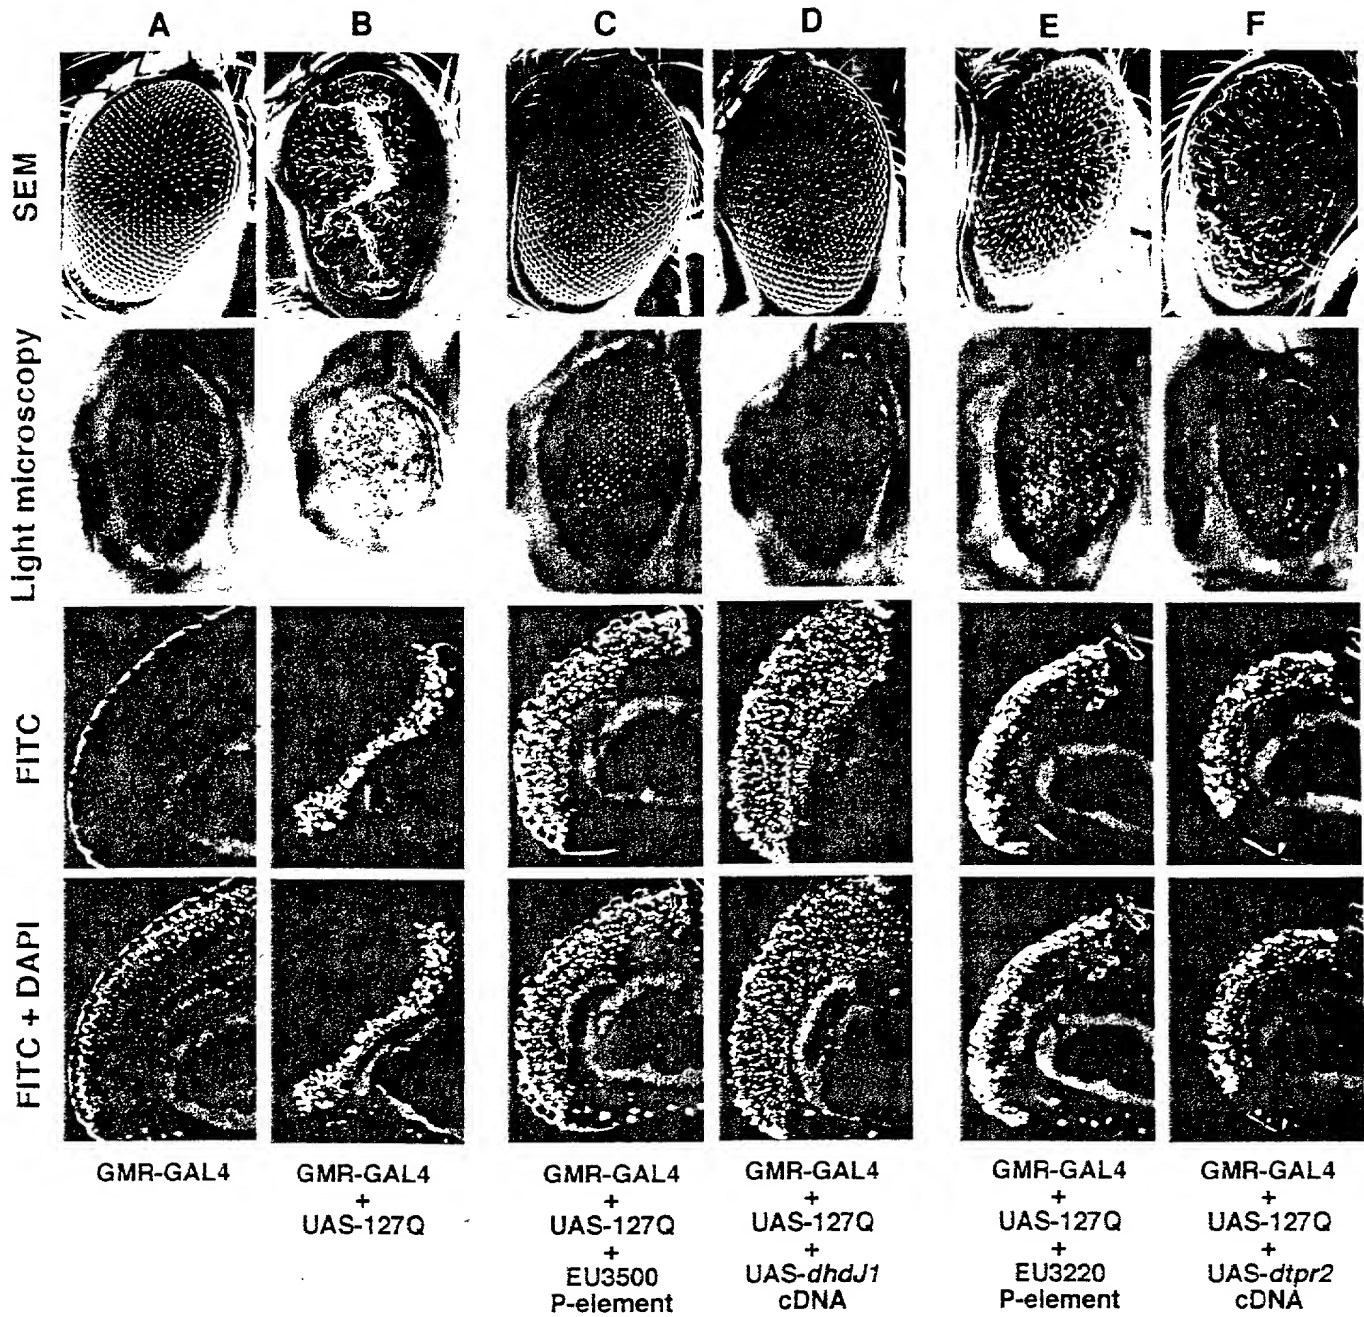 A B C D E F
SEM
Light microscopy
FITC
FITC + DAPI
GMR-GAL4
GMR-GAL4
+
UAS-127Q
GMR-GAL4
+
UAS-127Q
+
EU3500
P-element
GMR-GAL4
+
UAS-127Q
+
UAS-dhdJ1
cDNA
GMR-GAL4
+
UAS-127Q
+
EU3220
P-element
GMR-GAL4
+
UAS-127Q
+
UAS-dtpr2
cDNA